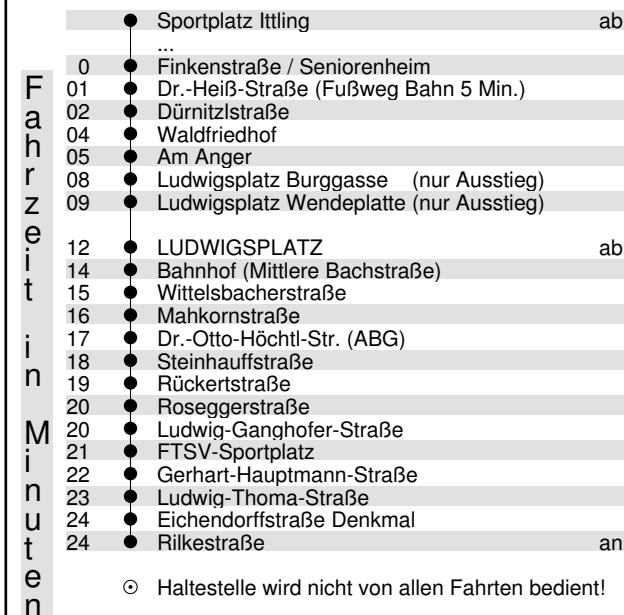 Sportplatz Ittling ab
...
0 Finkenstraße / Seniorenheim
01 Dr.-Heiß-Straße (Fußweg Bahn 5 Min.)
02 Dürnitzlstraße
04 Waldfriedhof
05 Am Anger
08 Ludwigsplatz Burggasse (nur Ausstieg)
09 Ludwigsplatz Wendeplatte (nur Ausstieg)
12 LUDWIGSPLATZ ab
14 Bahnhof (Mittlere Bachstraße)
15 Wittelsbacherstraße
16 Mahkornstraße
17 Dr.-Otto-Höchtl-Str. (ABG)
18 Steinhauffstraße
19 Rückertstraße
20 Roseggerstraße
20 Ludwig-Ganghofer-Straße
21 FTSV-Sportplatz
22 Gerhart-Hauptmann-Straße
23 Ludwig-Thoma-Straße
24 Eichendorffstraße Denkmal
24 Rilkestraße an
☉ Haltestelle wird nicht von allen Fahrten bedient!
Fahrzeit in Minuten